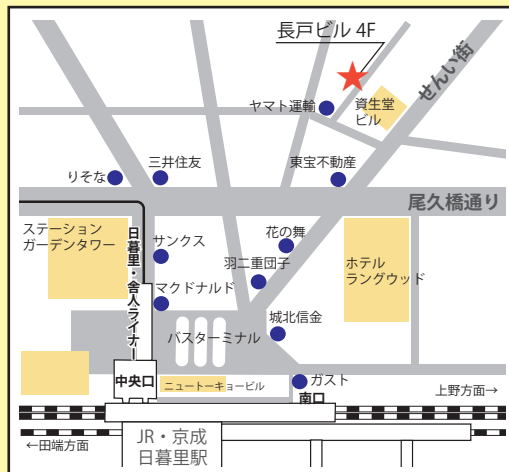 長戸ビル 4F
せんい街
ヤマト運輸
資生堂
ビル
りそな
三井住友
東宝不動産
尾久橋通り
ステーション
ガーデンタワー
日暮里・舎人ライナー
サンクス
花の舞
羽二重団子
ホテル
ラングウッド
マクドナルド
城北信金
バスターミナル
中央口
ニュートーキョービル
ガスト
南口
上野方面→
←田端方面
JR・京成
日暮里駅